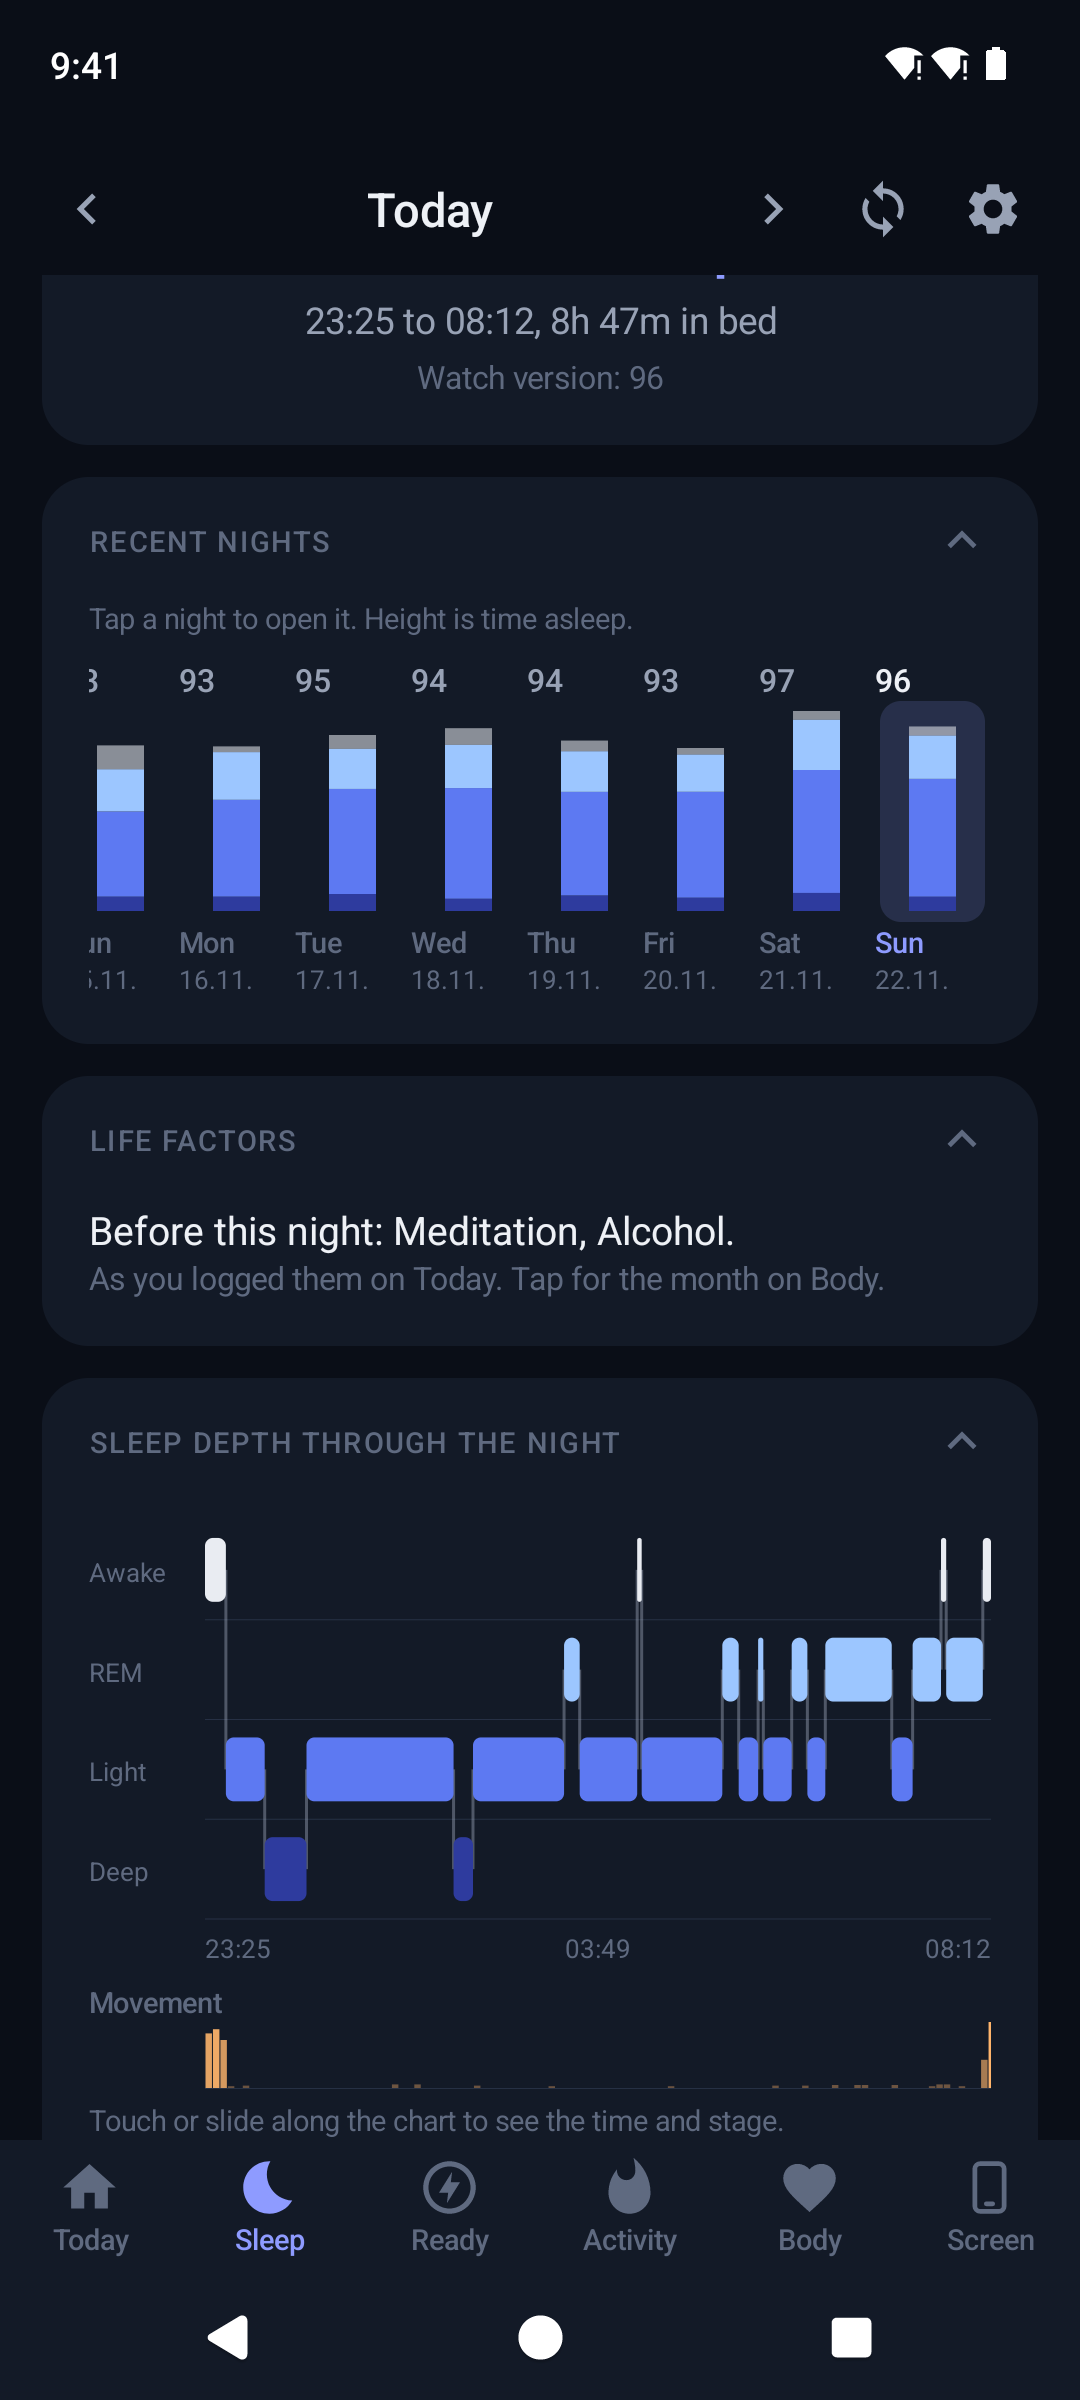 9:41
Today
23:25 to 08:12, 8h 47m in bed
Watch version: 96
RECENT NIGHTS
Tap a night to open it. Height is time asleep.
93 95 94 94 93 97 96
Mon Tue Wed Thu Fri Sat Sun
16.11. 17.11. 18.11. 19.11. 20.11. 21.11. 22.11.
LIFE FACTORS
Before this night: Meditation, Alcohol.
As you logged them on Today. Tap for the month on Body.
SLEEP DEPTH THROUGH THE NIGHT
Awake
REM
Light
Deep
23:25 03:49 08:12
Movement
Touch or slide along the chart to see the time and stage.
Today Sleep Ready Activity Body Screen